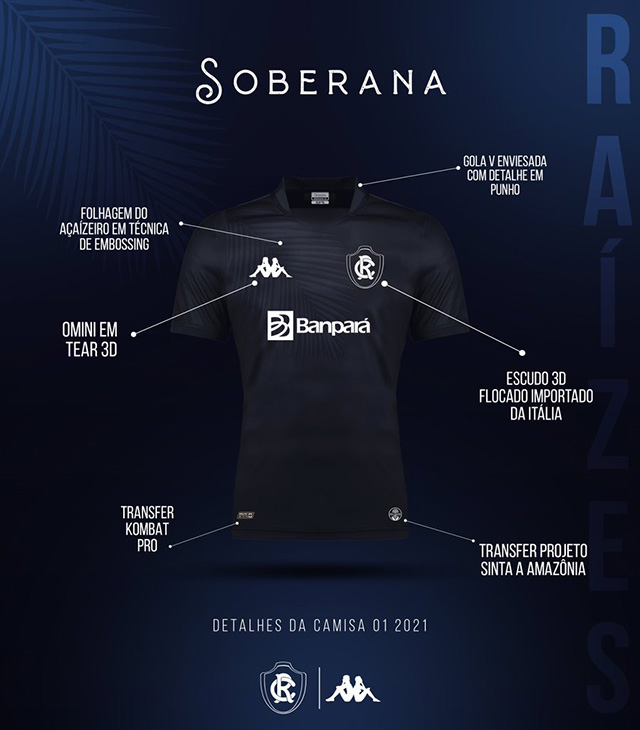 SOBERANA
RAÍZES
GOLA V ENVIESADA
COM DETALHE EM
PUNHO
FOLHAGEM DO
AÇAÍZEIRO EM TÉCNICA
DE EMBOSSING
OMINI EM
TEAR 3D
Banpará
ESCUDO 3D
FLOCADO IMPORTADO
DA ITÁLIA
TRANSFER
KOMBAT
PRO
TRANSFER PROJETO
SINTA A AMAZÔNIA
DETALHES DA CAMISA 01 2021